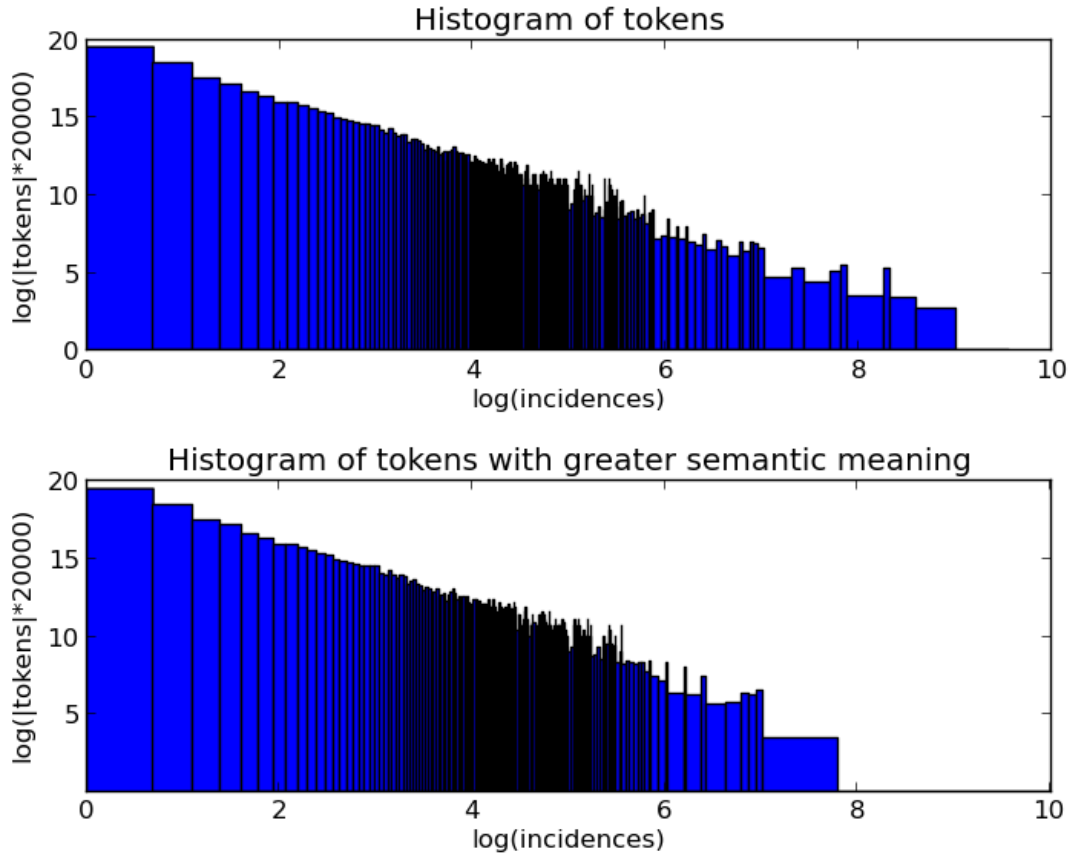 Histogram of tokens
log(|tokens|*20000)
20
15
10
5
0
0 2 4 6 8 10
log(incidences)
Histogram of tokens with greater semantic meaning
log(|tokens|*20000)
20
15
10
5
0 2 4 6 8 10
log(incidences)